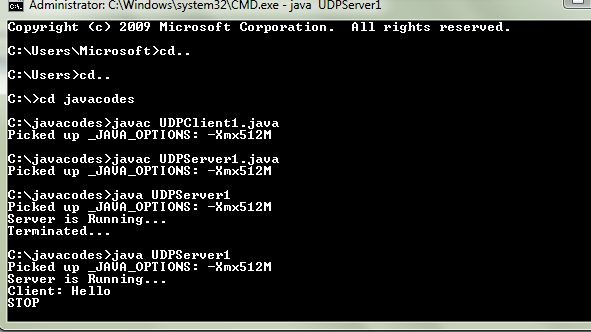 Administrator: C:\Windows\system32\CMD.exe - java  UDPServer1
Copyright (c) 2009 Microsoft Corporation.  All rights reserved.
C:\Users\Microsoft>cd..
C:\Users>cd..
C:\>cd javacodes
C:\javacodes>javac UDPClient1.java
Picked up _JAVA_OPTIONS: -Xmx512M
C:\javacodes>javac UDPServer1.java
Picked up _JAVA_OPTIONS: -Xmx512M
C:\javacodes>java UDPServer1
Picked up _JAVA_OPTIONS: -Xmx512M
Server is Running...
Terminated...
C:\javacodes>java UDPServer1
Picked up _JAVA_OPTIONS: -Xmx512M
Server is Running...
Client: Hello
STOP